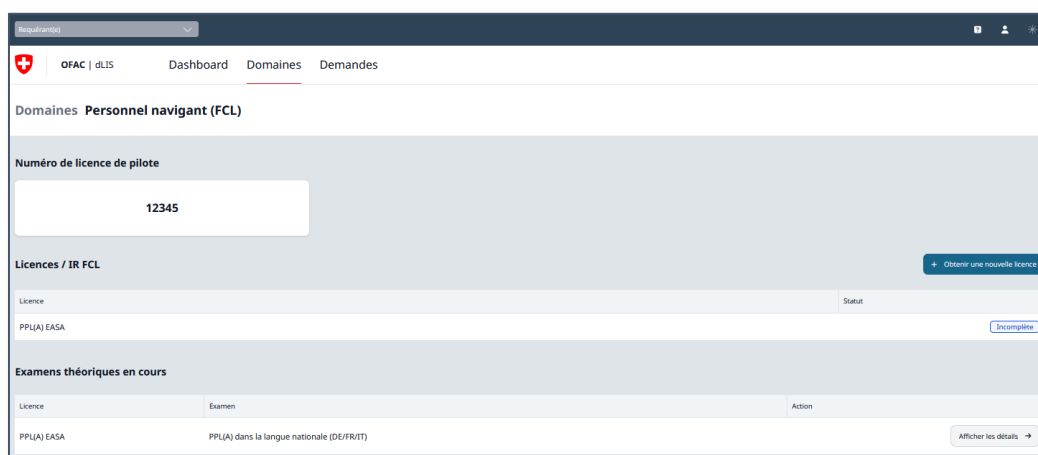 Requérant(e)
OFAC | dLIS Dashboard Domaines Demandes
Domaines Personnel navigant (FCL)
Numéro de licence de pilote
12345
Licences / IR FCL + Obtenir une nouvelle licence
Licence Statut
PPL(A) EASA Incomplète
Examens théoriques en cours
Licence Examen Action
PPL(A) EASA PPL(A) dans la langue nationale (DE/FR/IT) Afficher les détails →